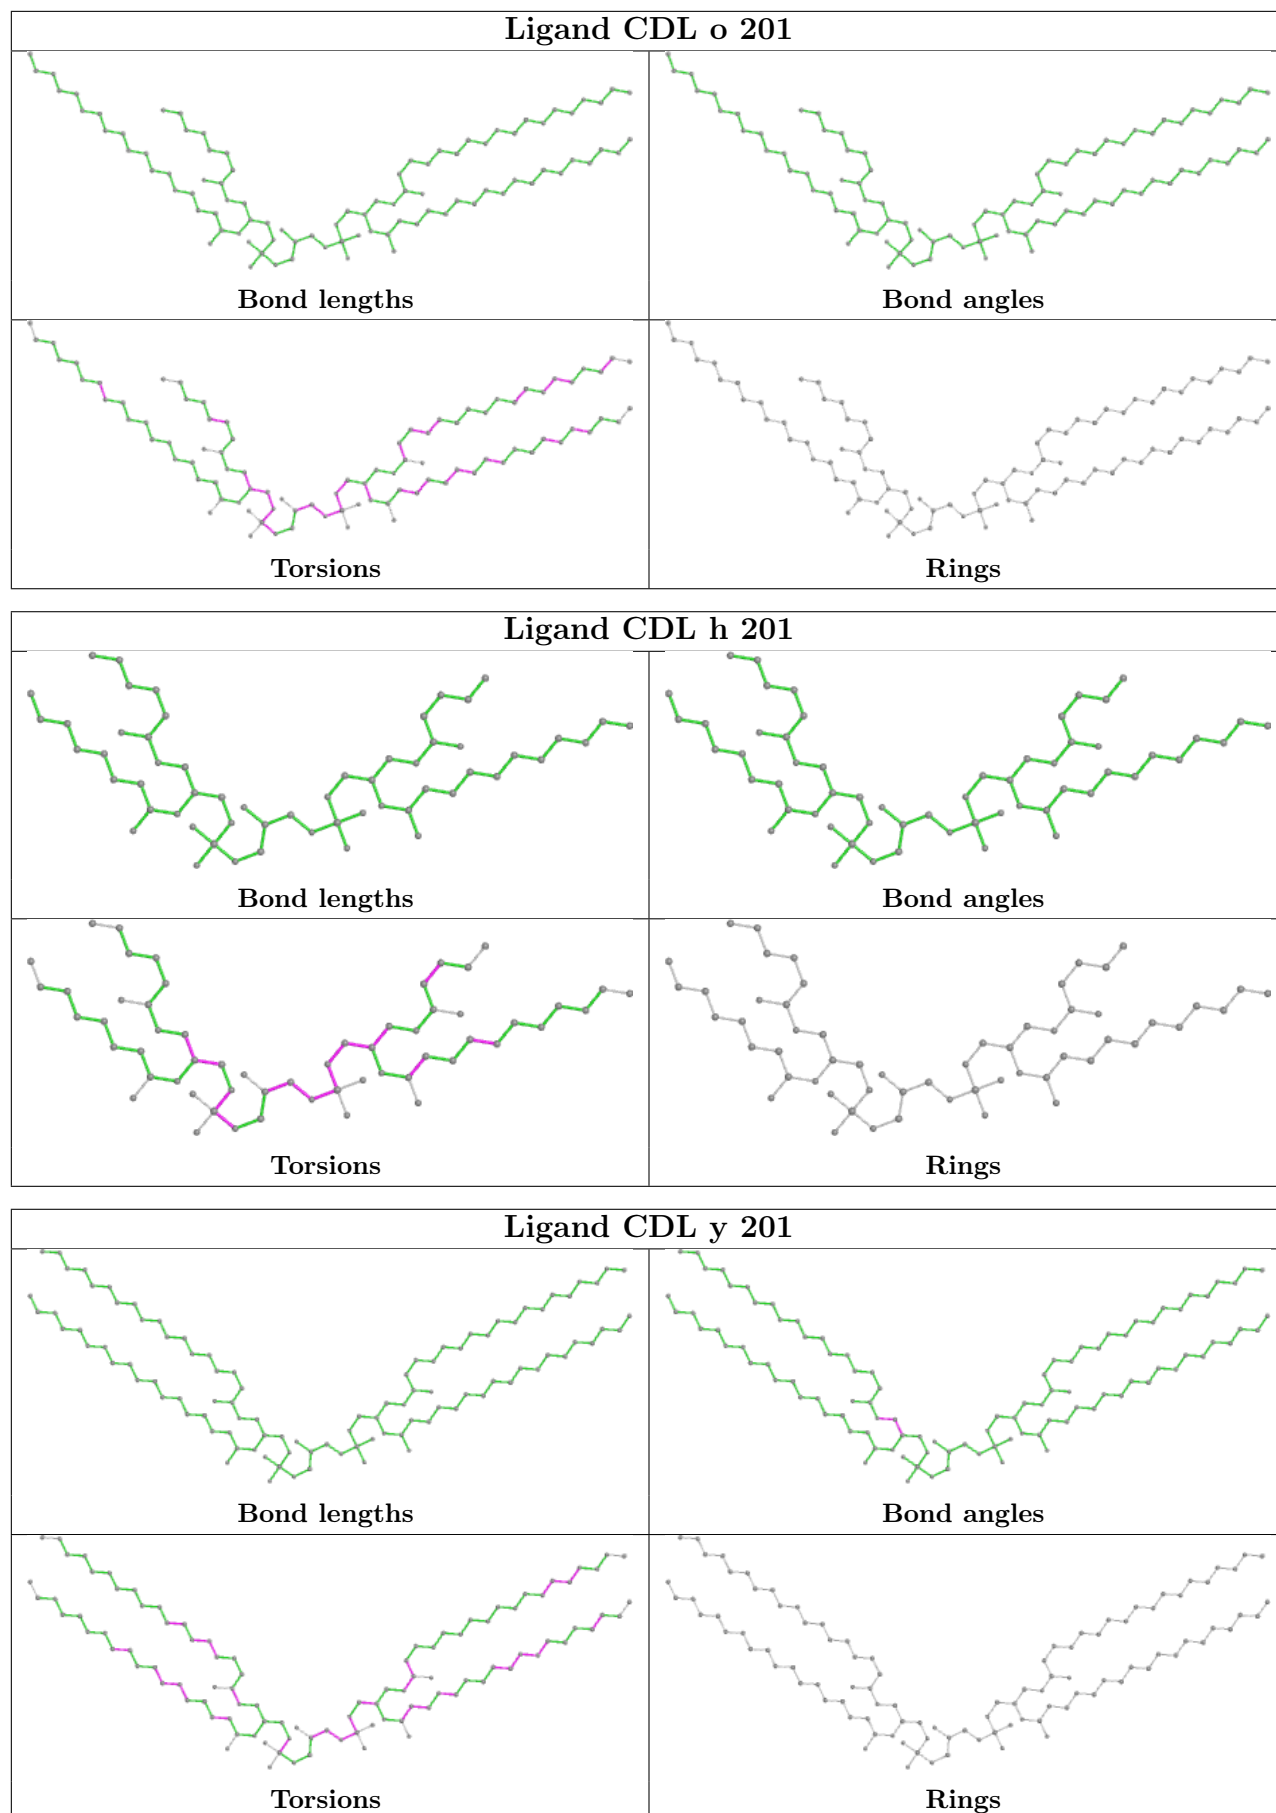 Ligand CDL o 201
Bond lengths
Bond angles
Torsions
Rings
Ligand CDL h 201
Bond lengths
Bond angles
Torsions
Rings
Ligand CDL y 201
Bond lengths
Bond angles
Torsions
Rings